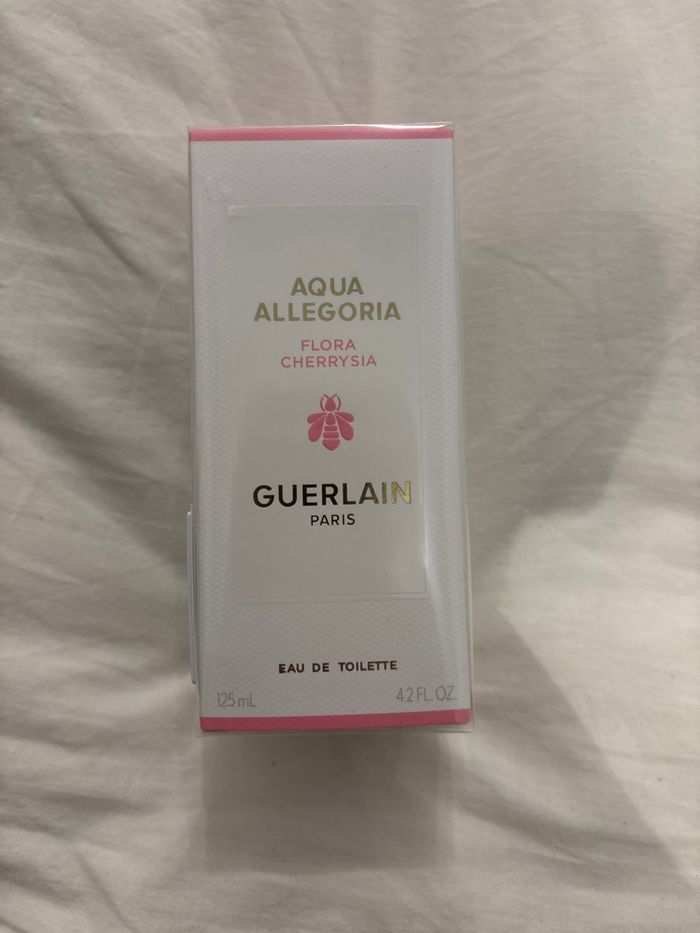 AQUA
ALLEGORIA
FLORA
CHERRYSIA
GUERLAIN
PARIS
EAU DE TOILETTE
125 mL 4.2 FL. OZ.